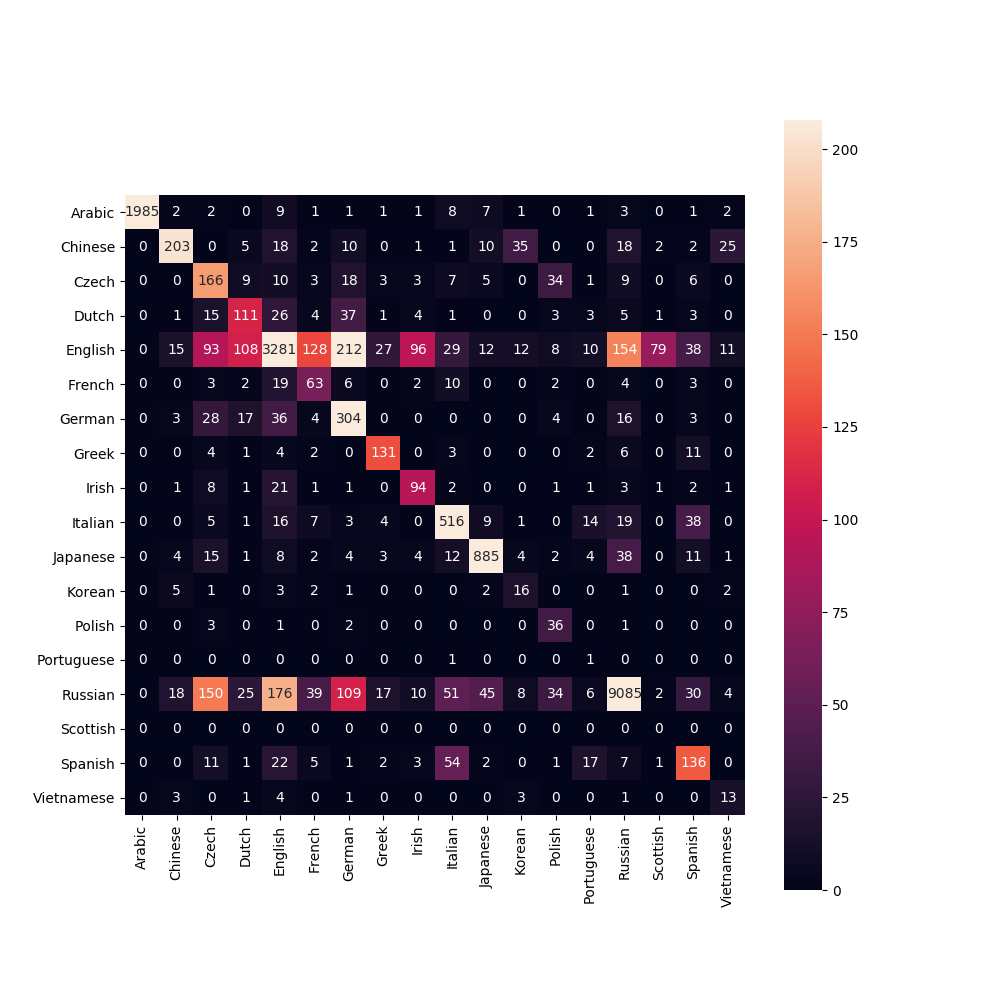 Arabic 1985 2 2 0 9 1 1 1 1 8 7 1 0 1 3 0 1 2
Chinese 0 203 0 5 18 2 10 0 1 1 10 35 0 0 18 2 2 25
Czech 0 0 166 9 10 3 18 3 3 7 5 0 34 1 9 0 6 0
Dutch 0 1 15 111 26 4 37 1 4 1 0 0 3 3 5 1 3 0
English 0 15 93 108 3281 128 212 27 96 29 12 12 8 10 154 79 38 11
French 0 0 3 2 19 63 6 0 2 10 0 0 2 0 4 0 3 0
German 0 3 28 17 36 4 304 0 0 0 0 0 4 0 16 0 3 0
Greek 0 0 4 1 4 2 0 131 0 3 0 0 0 2 6 0 11 0
Irish 0 1 8 1 21 1 1 0 94 2 0 0 1 1 3 1 2 1
Italian 0 0 5 1 16 7 3 4 0 516 9 1 0 14 19 0 38 0
Japanese 0 4 15 1 8 2 4 3 4 12 885 4 2 4 38 0 11 1
Korean 0 5 1 0 3 2 1 0 0 0 2 16 0 0 1 0 0 2
Polish 0 0 3 0 1 0 2 0 0 0 0 0 36 0 1 0 0 0
Portuguese 0 0 0 0 0 0 0 0 0 1 0 0 0 1 0 0 0 0
Russian 0 18 150 25 176 39 109 17 10 51 45 8 34 6 9085 2 30 4
Scottish 0 0 0 0 0 0 0 0 0 0 0 0 0 0 0 0 0 0
Spanish 0 0 11 1 22 5 1 2 3 54 2 0 1 17 7 1 136 0
Vietnamese 0 3 0 1 4 0 1 0 0 0 0 3 0 0 1 0 0 13
Arabic Chinese Czech Dutch English French German Greek Irish Italian Japanese Korean Polish Portuguese Russian Scottish Spanish Vietnamese
200
175
150
125
100
75
50
25
0